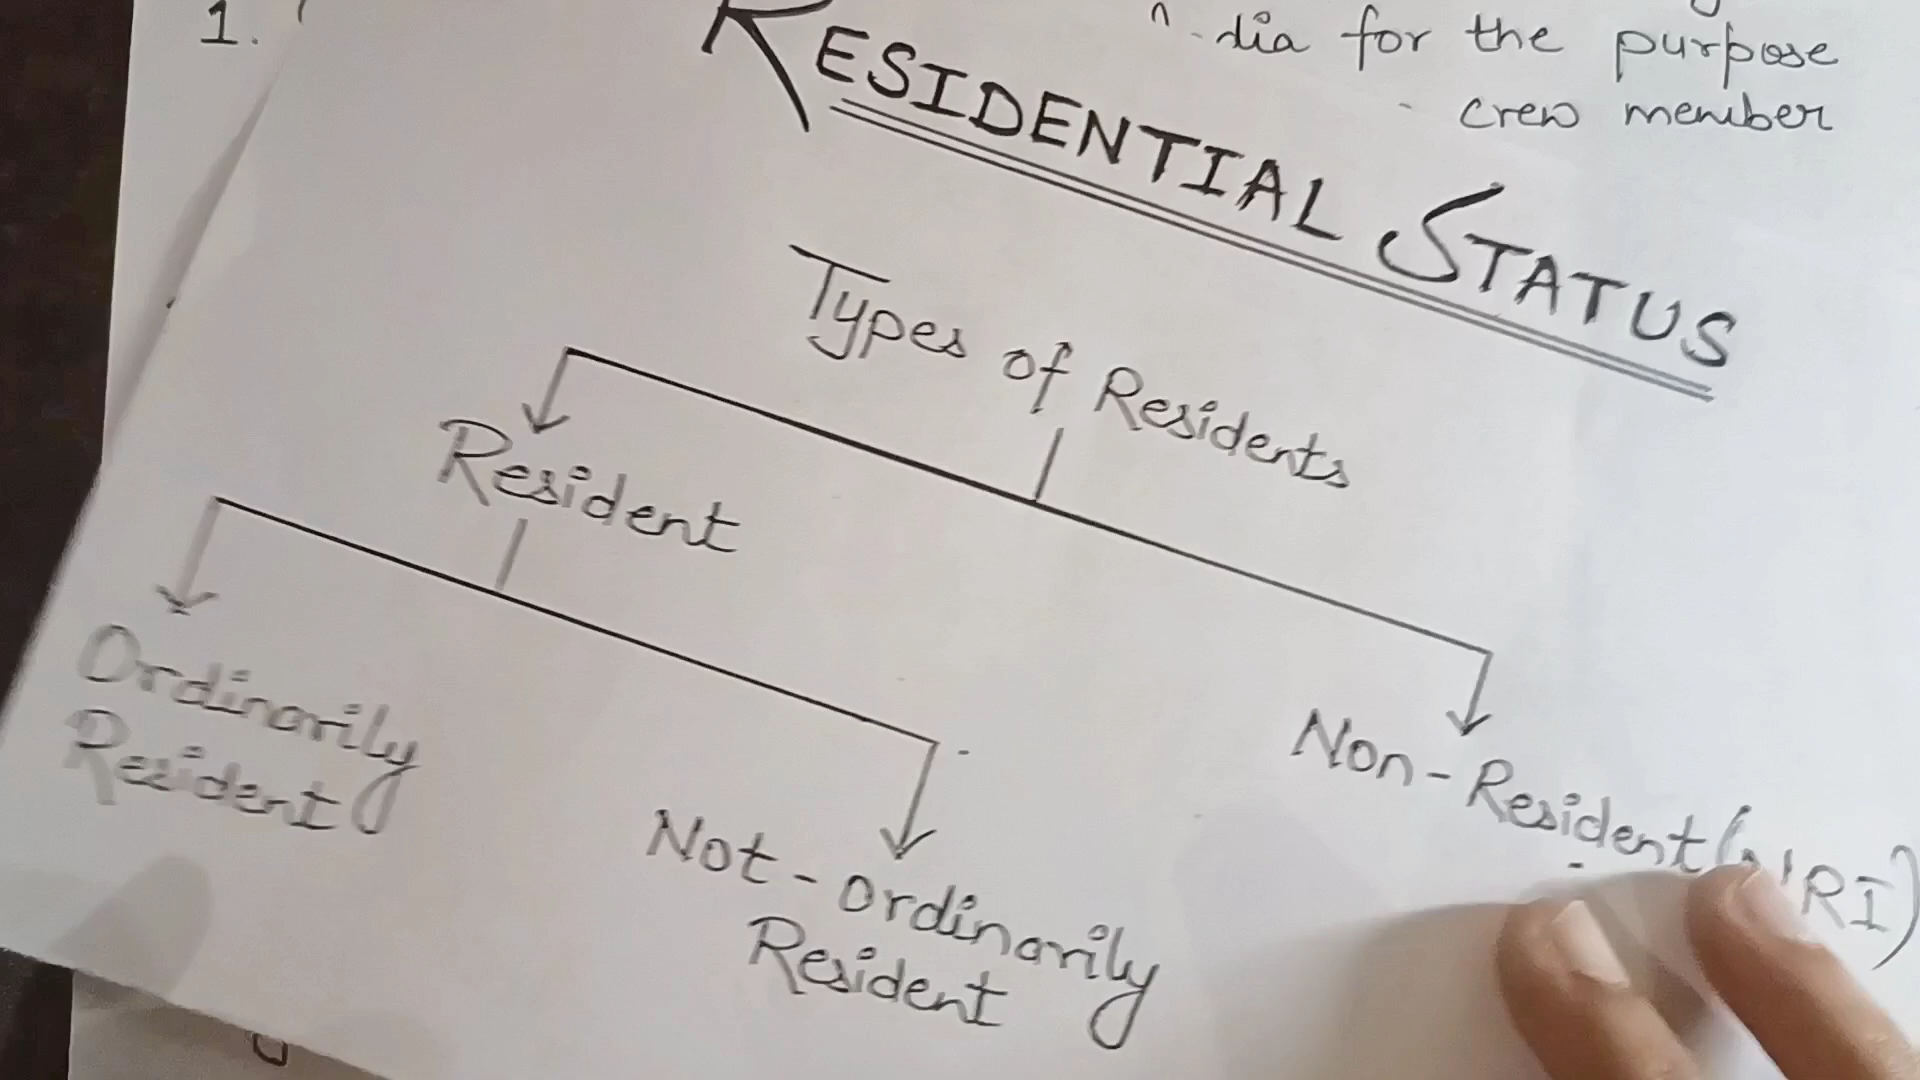 1.
dia for the purpose
crew member
RESIDENTIAL STATUS
Types of Residents
Resident
Non-Resident (NRI)
Ordinarily
Resident
Not-Ordinarily
Resident